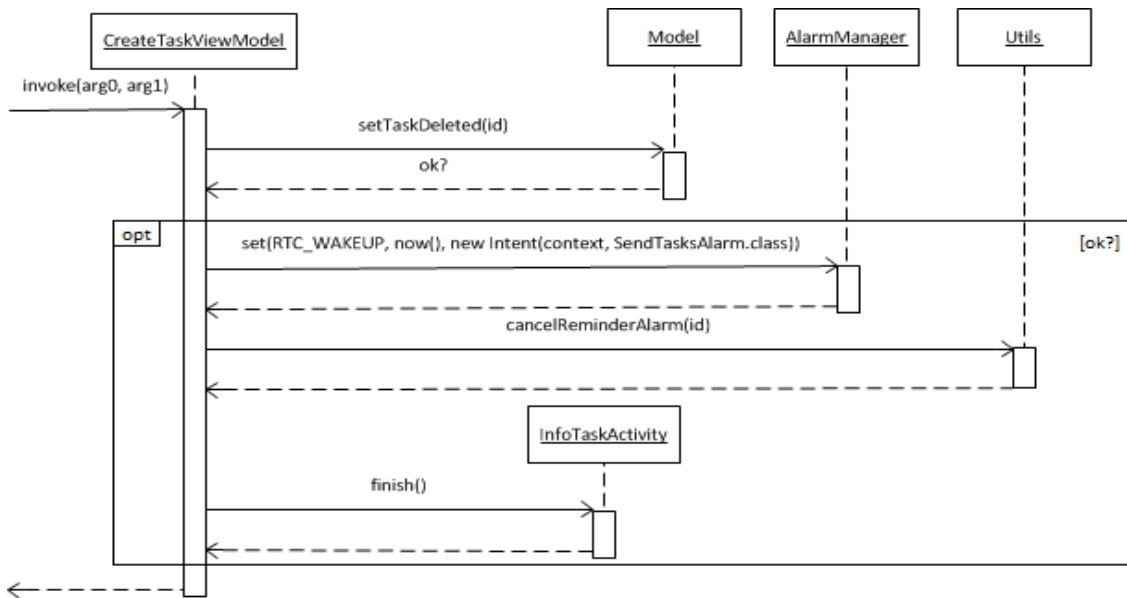 CreateTaskViewModel
Model
AlarmManager
Utils
invoke(arg0, arg1)
setTaskDeleted(id)
ok?
opt
set(RTC_WAKEUP, now(), new Intent(context, SendTasksAlarm.class))
[ok?]
cancelReminderAlarm(id)
InfoTaskActivity
finish()